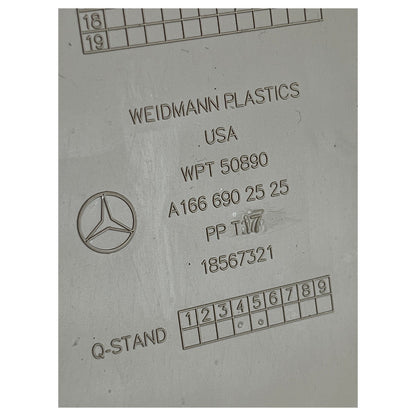 18
19
WEIDMANN PLASTICS
USA
WPT 50890
A166 690 25 25
PP T17
18567321
1 2 3 4 5 6 7 8 9
Q-STAND